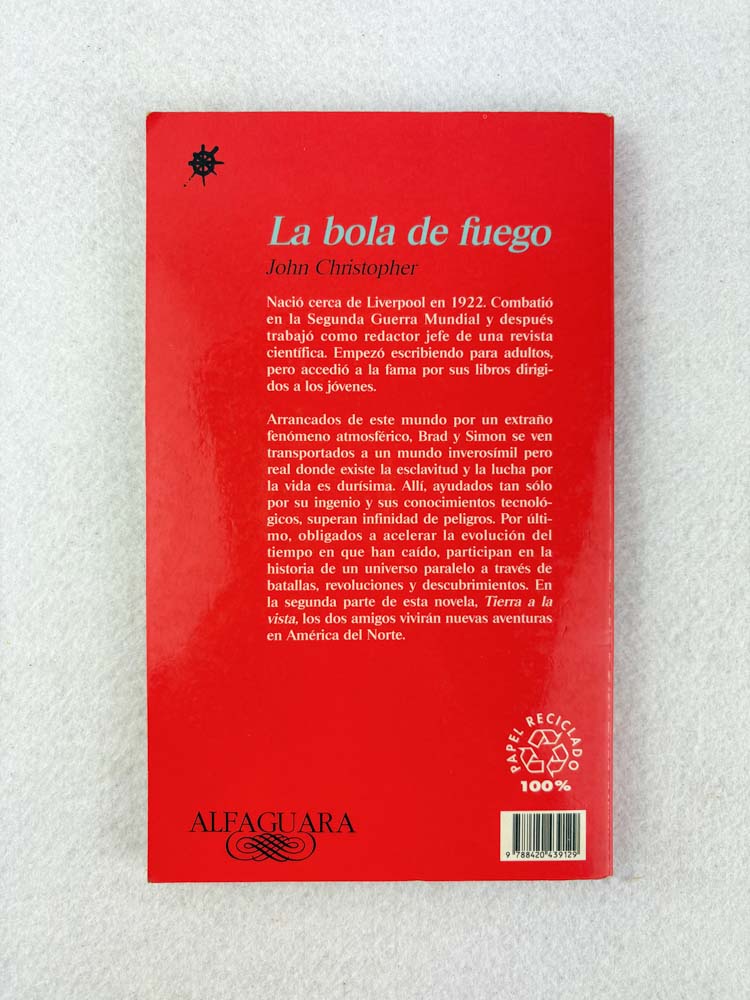 La bola de fuego
John Christopher
Nació cerca de Liverpool en 1922. Combatió
en la Segunda Guerra Mundial y después
trabajó como redactor jefe de una revista
científica. Empezó escribiendo para adultos,
pero accedió a la fama por sus libros dirigi-
dos a los jóvenes.
Arrancados de este mundo por un extraño
fenómeno atmosférico, Brad y Simon se ven
transportados a un mundo inverosímil pero
real donde existe la esclavitud y la lucha por
la vida es durísima. Allí, ayudados tan sólo
por su ingenio y sus conocimientos tecnoló-
gicos, superan infinidad de peligros. Por últi-
mo, obligados a acelerar la evolución del
tiempo en que han caído, participan en la
historia de un universo paralelo a través de
batallas, revoluciones y descubrimientos. En
la segunda parte de esta novela, Tierra a la
vista, los dos amigos vivirán nuevas aventuras
en América del Norte.
PAPEL RECICLADO
100%
ALFAGUARA
9 788420 439129